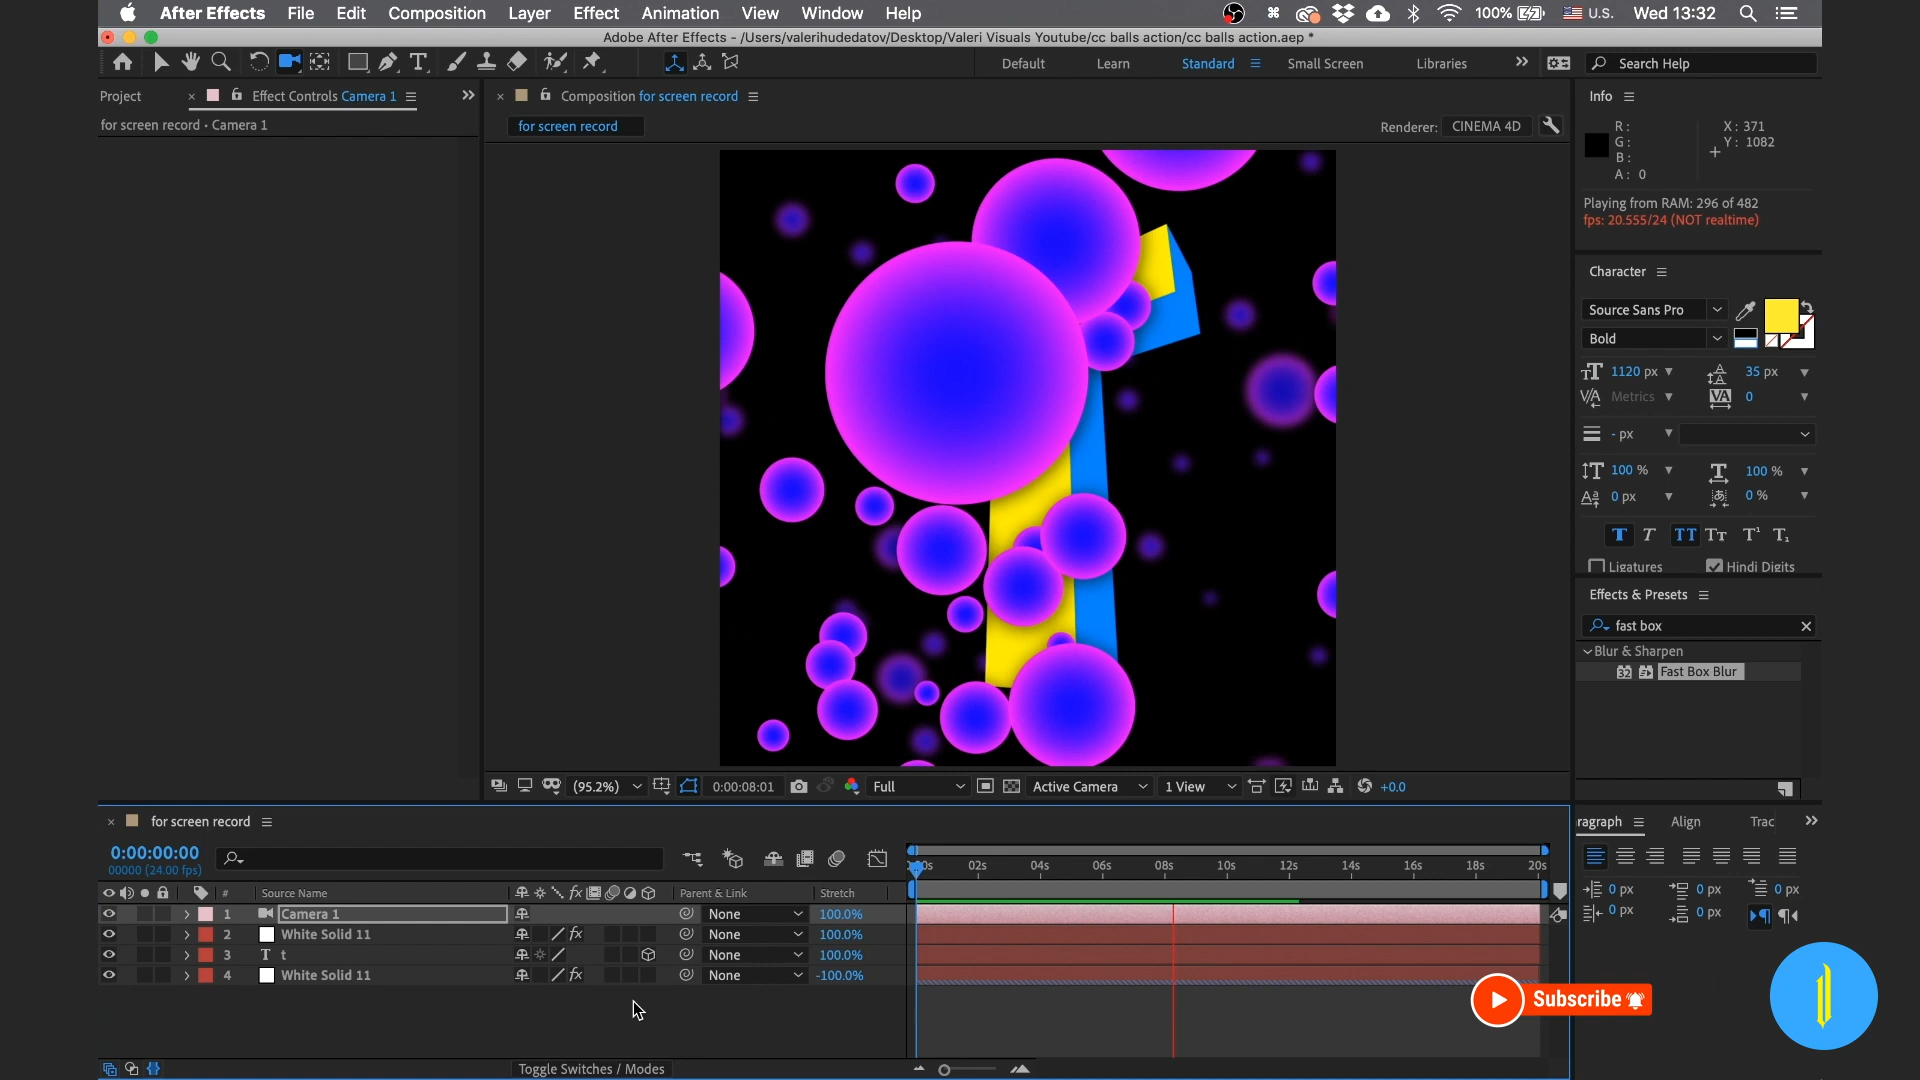 After Effects File Edit Composition Layer Effect Animation View Window Help 100% U.S. Wed 13:32
Adobe After Effects - /Users/valerihudedatov/Desktop/Valeri Visuals Youtube/cc balls action/cc balls action.aep *
Default Learn Standard Small Screen Libraries Search Help
Project Effect Controls Camera 1
Composition for screen record
for screen record • Camera 1
for screen record
Renderer: CINEMA 4D
Info
R:
G:
B:
A: 0
X: 371
Y: 1082
Playing from RAM: 296 of 482
fps: 20.555/24 (NOT realtime)
Character
Source Sans Pro
Bold
1120 px 35 px
Metrics 0
- px
100 % 100 %
0 px 0 %
Ligatures Hindi Digits
Effects & Presets
fast box
Blur & Sharpen
32 Fast Box Blur
(95.2%) 0:00:08:01 Full Active Camera 1 View +0.0
for screen record
ragraph Align Trac
0:00:00:00
00000 (24.00 fps)
02s 04s 06s 08s 10s 12s 14s 16s 18s 20s
# Source Name Parent & Link Stretch
1 Camera 1 None 100.0%
2 White Solid 11 None 100.0%
3 T t None 100.0%
4 White Solid 11 None -100.0%
0 px 0 px 0 px
0 px 0 px
Subscribe
Toggle Switches / Modes